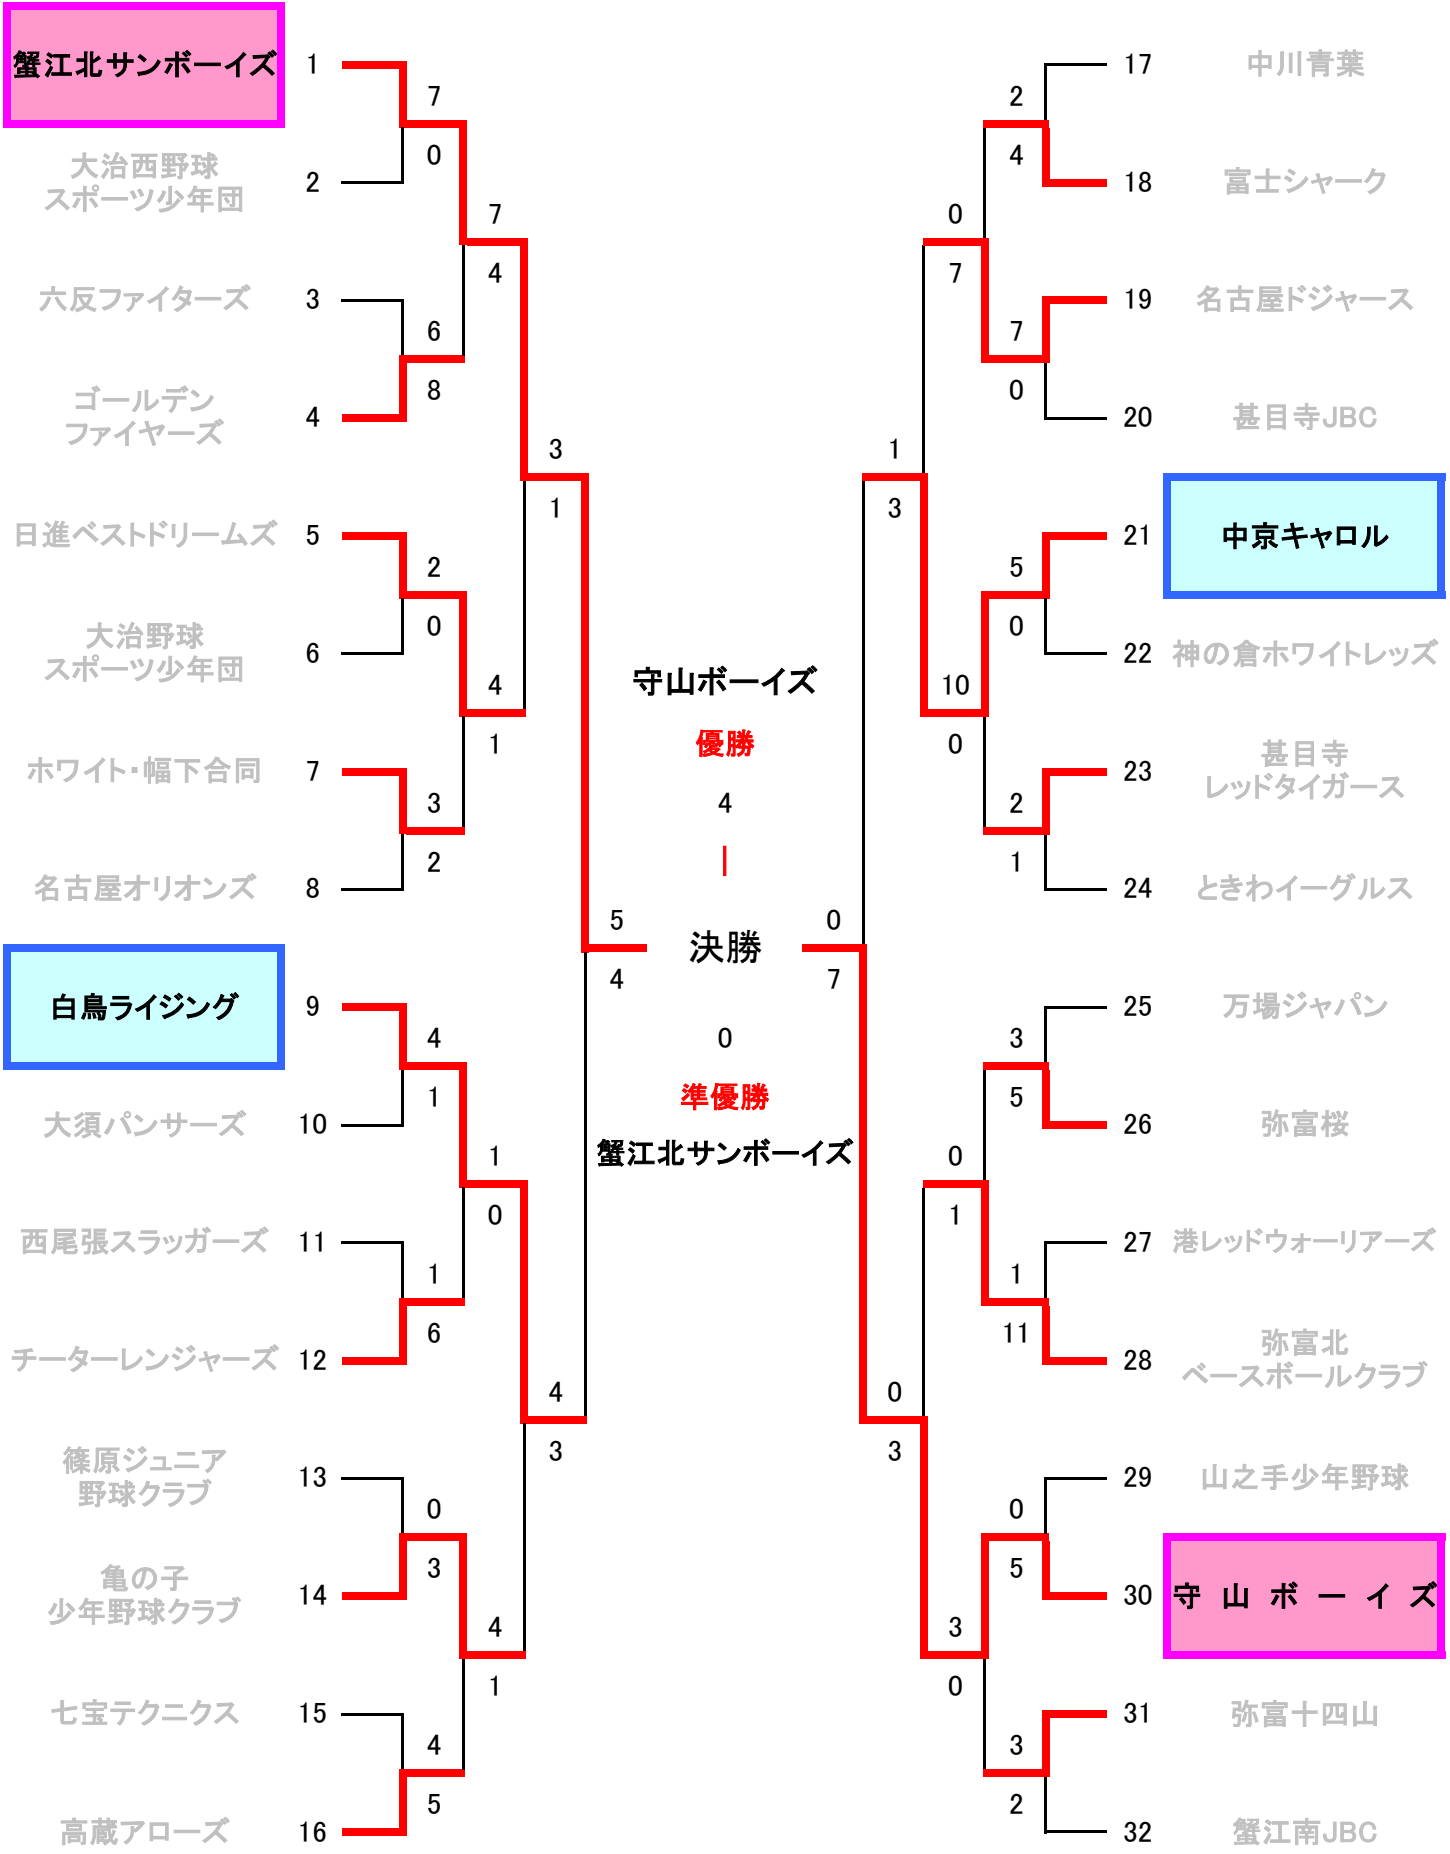 蟹江北サンボーイズ
1
7
0
大治西野球
スポーツ少年団
2
7
4
六反ファイターズ
3
6
8
ゴールデン
ファイヤーズ
4
3
1
日進ベストドリームズ
5
2
0
大治野球
スポーツ少年団
6
4
1
ホワイト・幅下合同
7
3
2
名古屋オリオンズ
8
5
4
白鳥ライジング
9
4
1
大須パンサーズ
10
1
0
西尾張スラッガーズ
11
1
6
チーターレンジャーズ
12
4
3
篠原ジュニア
野球クラブ
13
0
3
亀の子
少年野球クラブ
14
4
1
七宝テクニクス
15
4
5
高蔵アローズ
16
守山ボーイズ
優勝
4
｜
決勝
0
準優勝
蟹江北サンボーイズ
17
中川青葉
2
4
18
富士シャーク
0
7
19
名古屋ドジャース
7
0
20
甚目寺JBC
1
3
21
中京キャロル
5
0
22
神の倉ホワイトレッズ
10
0
23
甚目寺
レッドタイガース
2
1
24
ときわイーグルス
0
7
25
万場ジャパン
3
5
26
弥富桜
0
1
27
港レッドウォーリアーズ
1
11
28
弥富北
ベースボールクラブ
0
3
29
山之手少年野球
0
5
30
守山ボーイズ
3
0
31
弥富十四山
3
2
32
蟹江南JBC